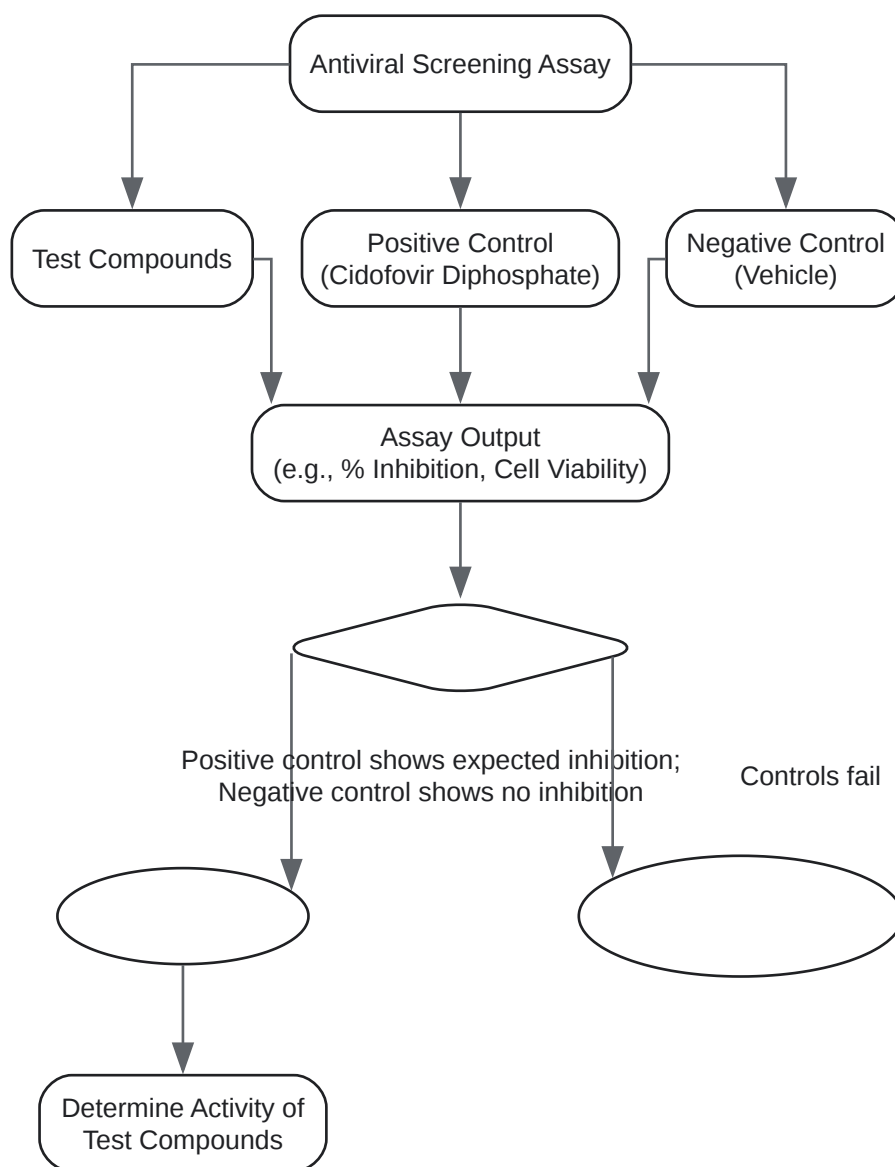 Antiviral Screening Assay
Test Compounds
Positive Control
(Cidofovir Diphosphate)
Negative Control
(Vehicle)
Assay Output
(e.g., % Inhibition, Cell Viability)
Positive control shows expected inhibition;
Negative control shows no inhibition
Controls fail
Determine Activity of
Test Compounds